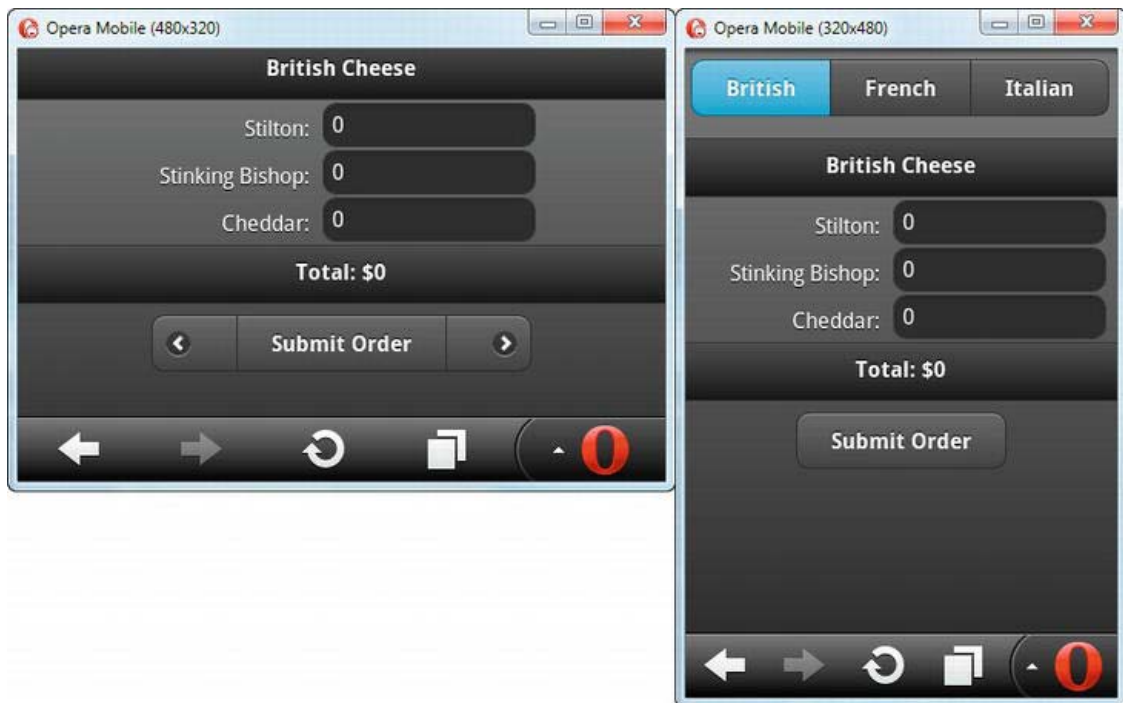 Opera Mobile (480x320)
British Cheese
Stilton: 0
Stinking Bishop: 0
Cheddar: 0
Total: $0
Submit Order
Opera Mobile (320x480)
British French Italian
British Cheese
Stilton: 0
Stinking Bishop: 0
Cheddar: 0
Total: $0
Submit Order